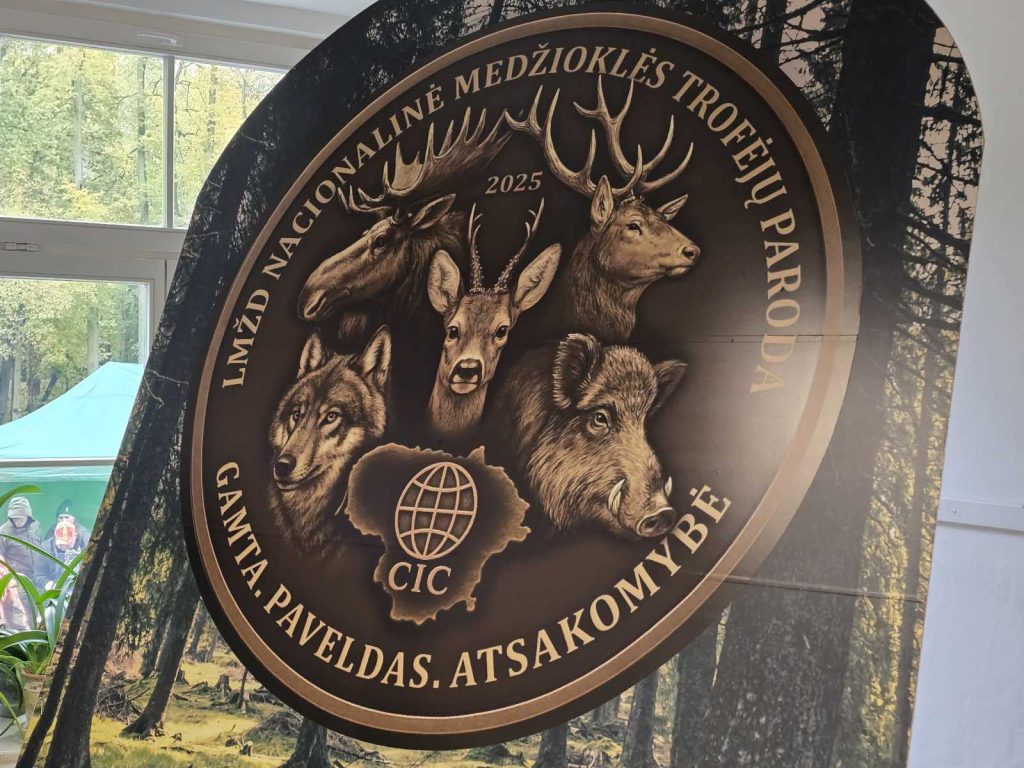 LMŽD NACIONALINĖ MEDŽIOKLĖS TROFĖJŲ PARODA
2025
CIC
GAMTA. PAVELDAS. ATSAKOMYBĖ